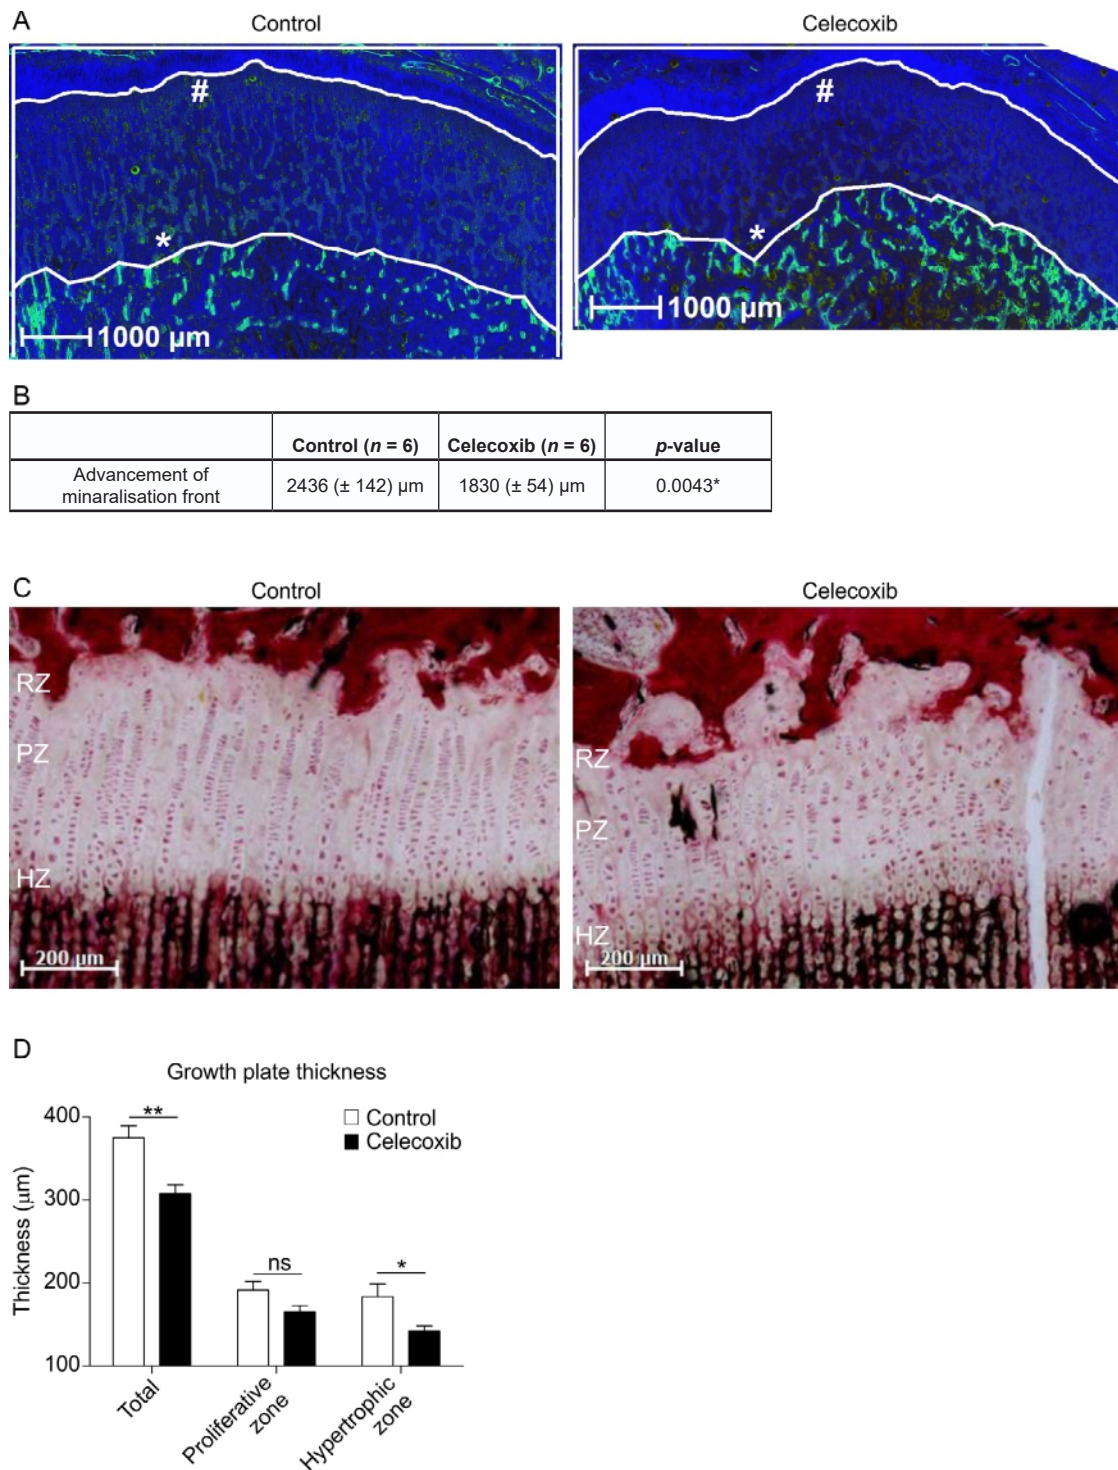 A
Control
Celecoxib
#
*
1000 µm
#
*
1000 µm
B
Control (n = 6)
Celecoxib (n = 6)
p-value
Advancement of
minaralisation front
2436 (± 142) µm
1830 (± 54) µm
0.0043*
C
Control
Celecoxib
RZ
PZ
HZ
200 µm
RZ
PZ
HZ
200 µm
D
Growth plate thickness
Control
Celecoxib
Thickness (µm)
400
300
200
100
**
ns
*
Total
Proliferative
zone
Hypertrophic
zone